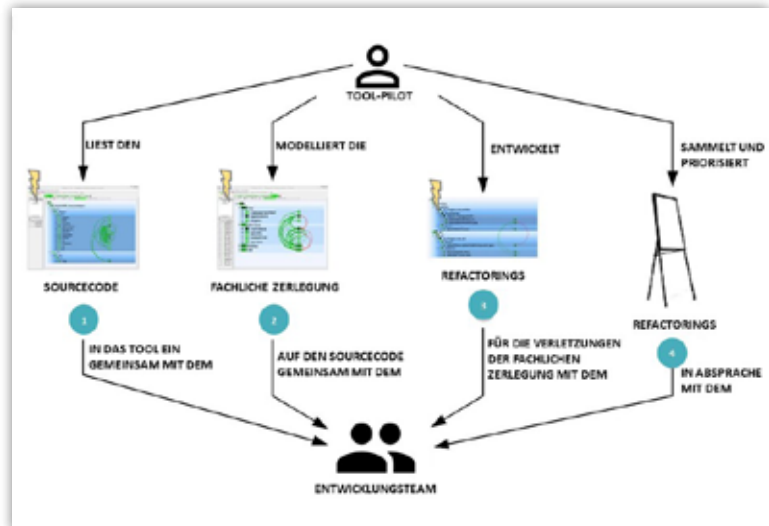 TOOL-PILOT
LIEST DEN
MODELLIERT DIE
ENTWICKELT
SAMMELT UND
PRIORISIERT
SOURCECODE
1
IN DAS TOOL EIN
GEMEINSAM MIT DEM
FACHLICHE ZERLEGUNG
2
AUF DEN SOURCECODE
GEMEINSAM MIT DEM
REFACTORINGS
3
FÜR DIE VERLETZUNGEN
DER FACHLICHEN
ZERLEGUNG MIT DEM
REFACTORINGS
4
IN ABSPRACHE
MIT DEM
ENTWICKLUNGSTEAM